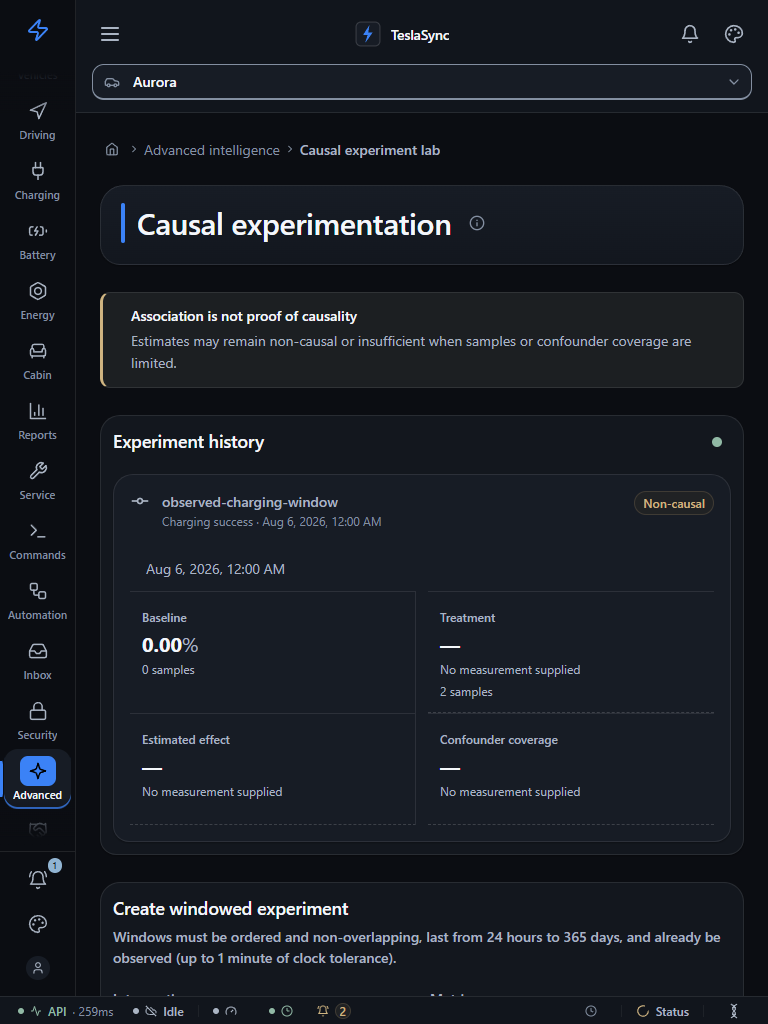 TeslaSync
Aurora
Driving
Charging
Battery
Energy
Cabin
Reports
Service
Commands
Automation
Inbox
Security
Advanced
1
Advanced intelligence
Causal experiment lab
Causal experimentation
Association is not proof of causality
Estimates may remain non-causal or insufficient when samples or confounder coverage are
limited.
Experiment history
observed-charging-window
Non-causal
Charging success · Aug 6, 2026, 12:00 AM
Aug 6, 2026, 12:00 AM
Baseline
0.00%
0 samples
Treatment
—
No measurement supplied
2 samples
Estimated effect
—
No measurement supplied
Confounder coverage
—
No measurement supplied
Create windowed experiment
Windows must be ordered and non-overlapping, last from 24 hours to 365 days, and already be
observed (up to 1 minute of clock tolerance).
API · 259ms
Idle
2
Status